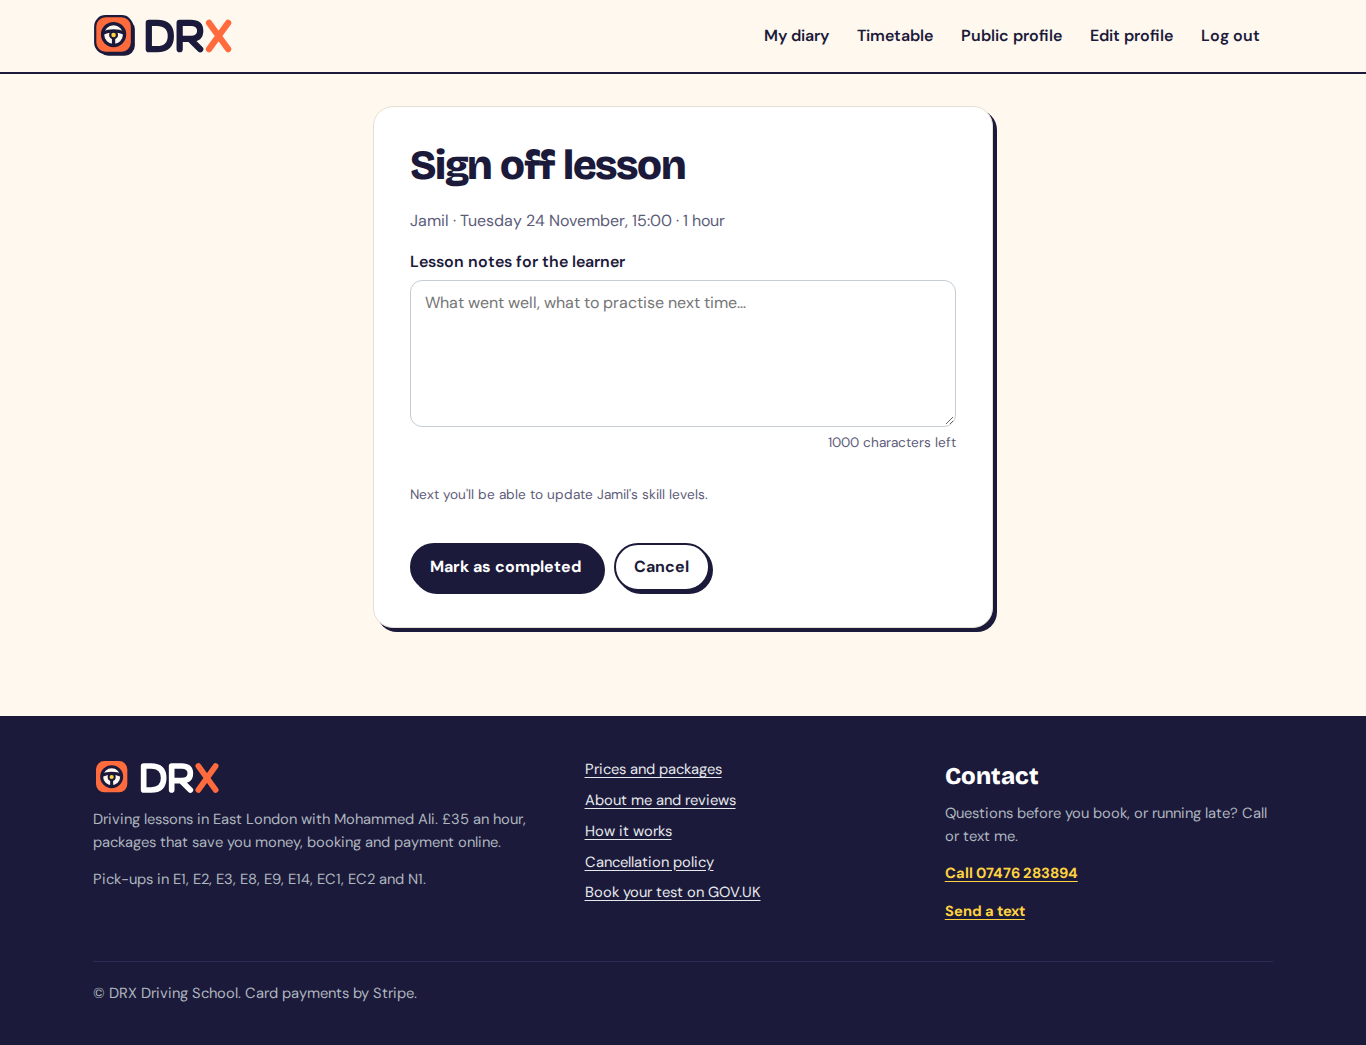 DRX
My diary
Timetable
Public profile
Edit profile
Log out
Sign off lesson
Jamil · Tuesday 24 November, 15:00 · 1 hour
Lesson notes for the learner
What went well, what to practise next time...
1000 characters left
Next you'll be able to update Jamil's skill levels.
Mark as completed
Cancel
DRX
Driving lessons in East London with Mohammed Ali. £35 an hour,
packages that save you money, booking and payment online.
Pick-ups in E1, E2, E3, E8, E9, E14, EC1, EC2 and N1.
Prices and packages
About me and reviews
How it works
Cancellation policy
Book your test on GOV.UK
Contact
Questions before you book, or running late? Call
or text me.
Call 07476 283894
Send a text
© DRX Driving School. Card payments by Stripe.